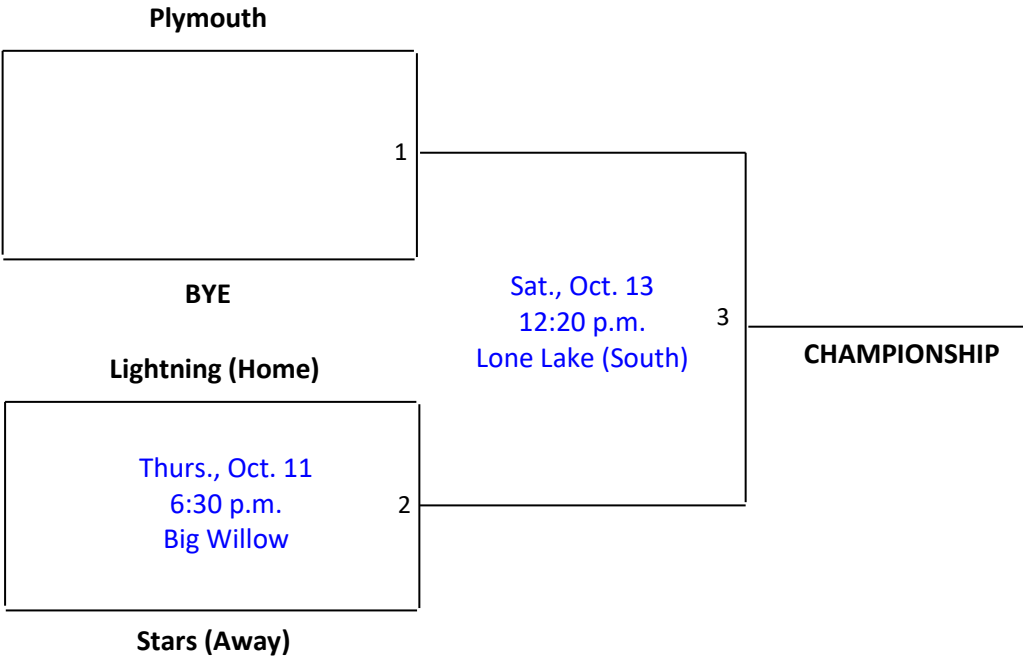 Plymouth
1
BYE
Sat., Oct. 13
12:20 p.m.
Lone Lake (South)
3
CHAMPIONSHIP
Lightning (Home)
Thurs., Oct. 11
6:30 p.m.
Big Willow
2
Stars (Away)